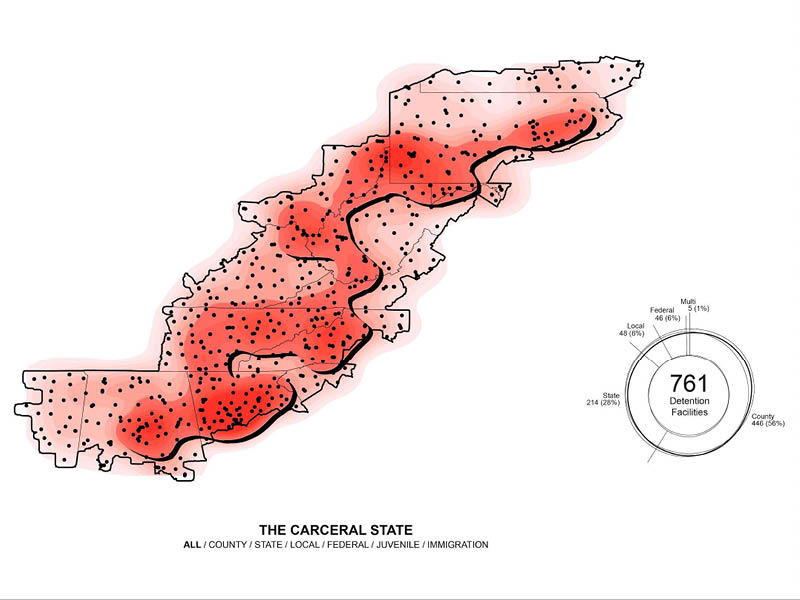 Multi
5 (1%)
Federal
46 (6%)
Local
48 (6%)
State
214 (28%)
761
Detention
Facilities
County
446 (56%)
THE CARCERAL STATE
ALL / COUNTY / STATE / LOCAL / FEDERAL / JUVENILE / IMMIGRATION